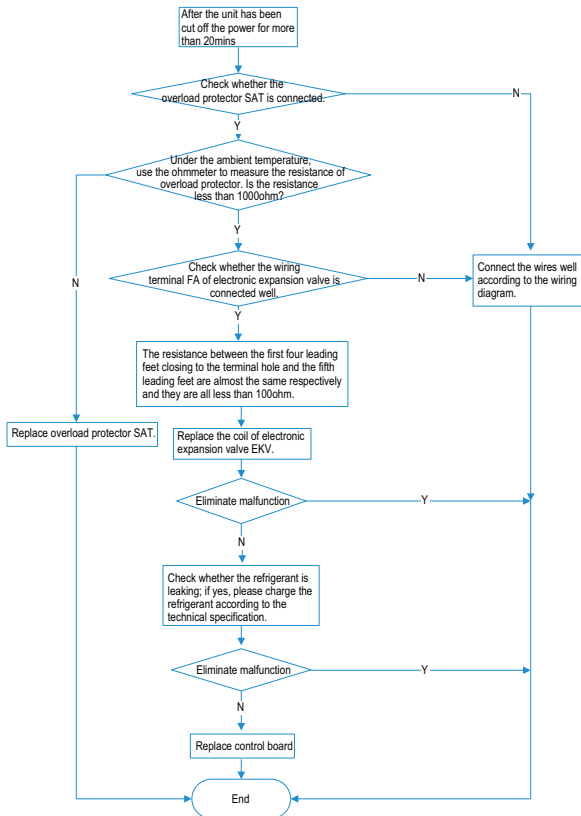 After the unit has been
cut off the power for more
than 20mins
Check whether the
overload protector SAT is connected.
N
Y
Under the ambient temperature,
use the ohmmeter to measure the resistance of
overload protector. Is the resistance
less than 1000ohm?
Y
Check whether the wiring
terminal FA of electronic expansion valve is
connected well.
N
N
Connect the wires well
according to the wiring
diagram.
Y
The resistance between the first four leading
feet closing to the terminal hole and the fifth
leading feet are almost the same respectively
and they are all less than 100ohm.
Replace overload protector SAT.
Replace the coil of electronic
expansion valve EKV.
Eliminate malfunction
Y
N
Check whether the refrigerant is
leaking; if yes, please charge the
refrigerant according to the
technical specification.
Eliminate malfunction
Y
N
Replace control board
End